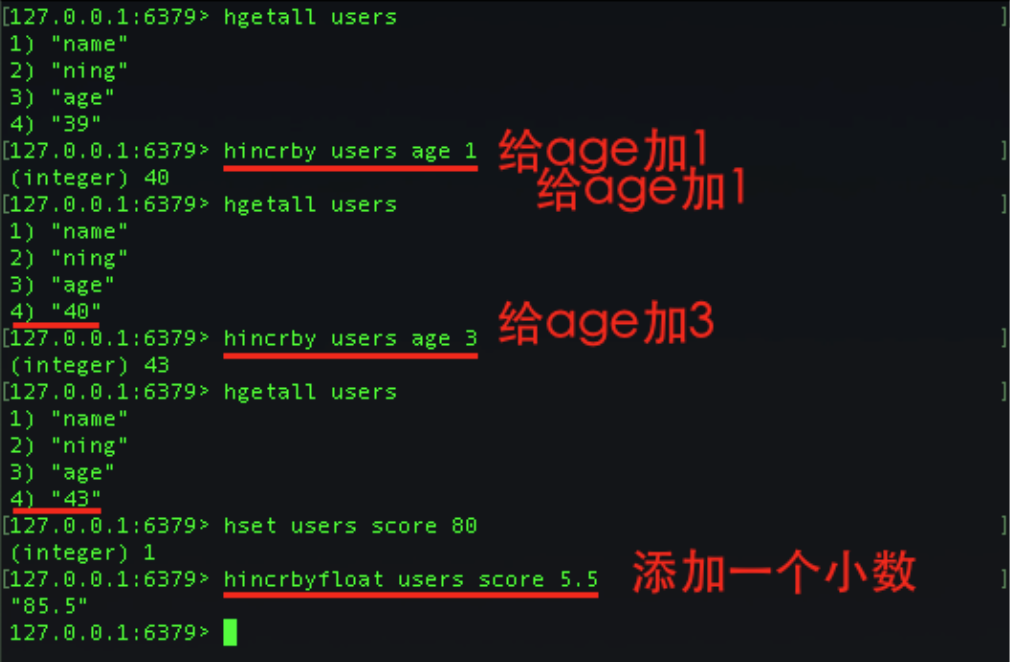 [127.0.0.1:6379> hgetall users ]
1) "name"
2) "ning"
3) "age"
4) "39"
[127.0.0.1:6379> hincrby users age 1 给age加1 ]
(integer) 40 给age加1
[127.0.0.1:6379> hgetall users ]
1) "name"
2) "ning"
3) "age"
4) "40"
[127.0.0.1:6379> hincrby users age 3 给age加3 ]
(integer) 43
[127.0.0.1:6379> hgetall users ]
1) "name"
2) "ning"
3) "age"
4) "43"
[127.0.0.1:6379> hset users score 80 ]
(integer) 1
[127.0.0.1:6379> hincrbyfloat users score 5.5 添加一个小数 ]
"85.5"
127.0.0.1:6379>